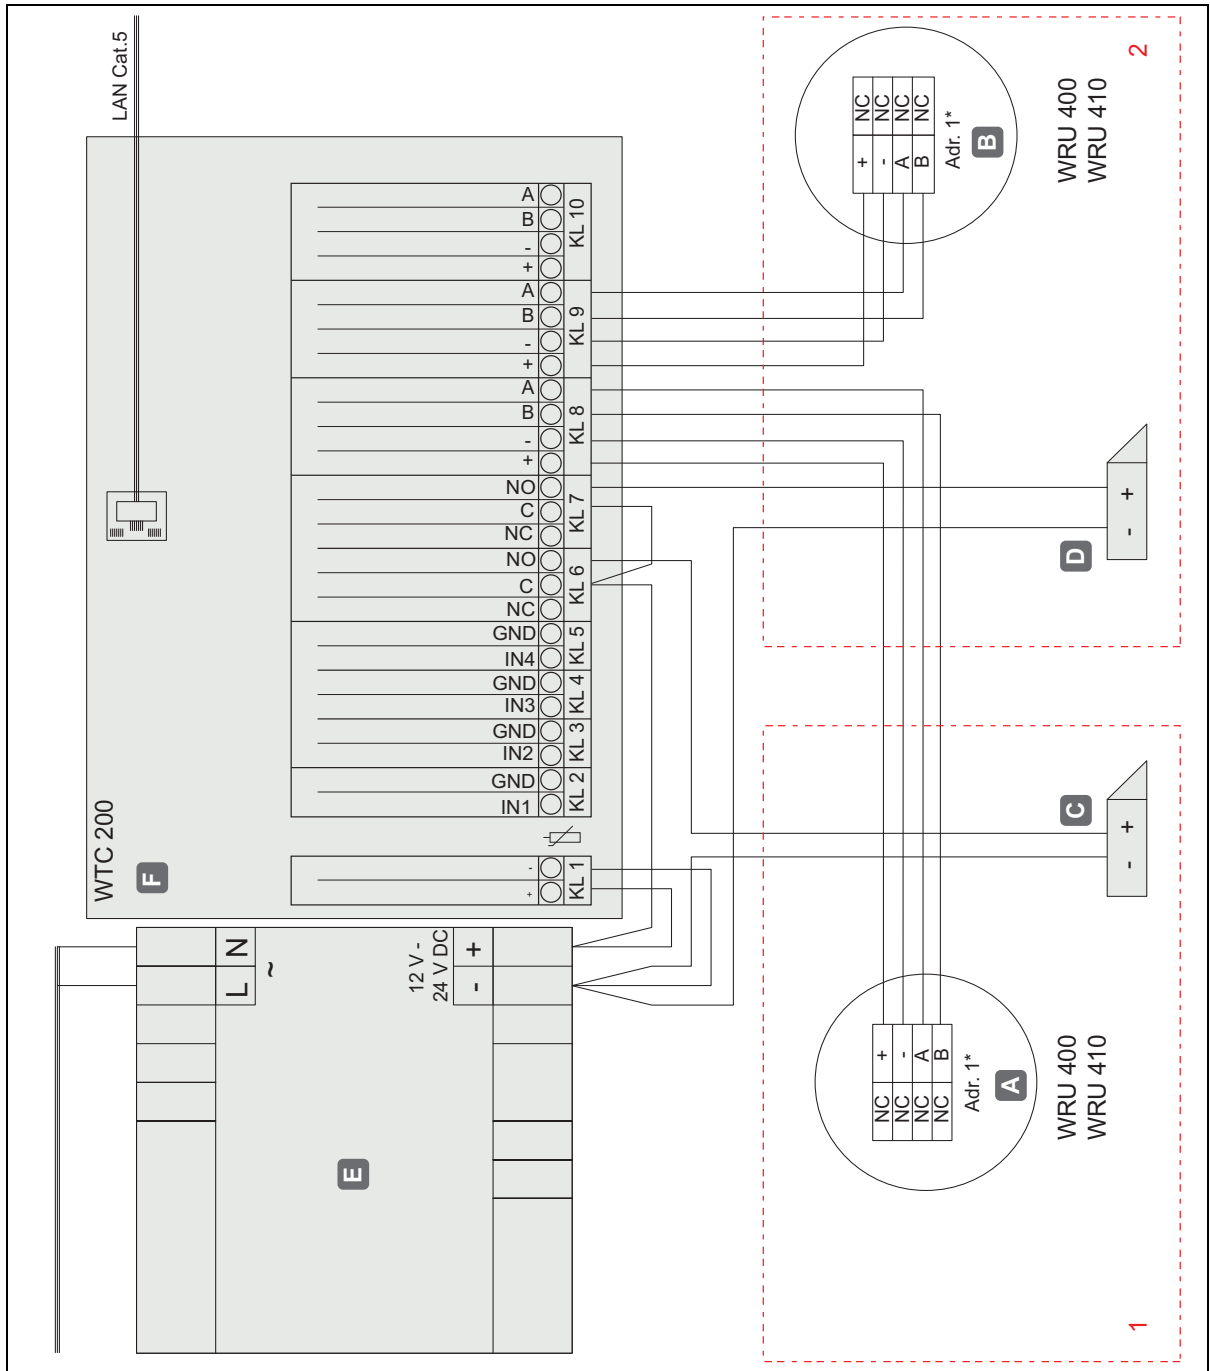 LAN Cat.5
WTC 200
F
KL 10
A
B
-
+
KL 9
A
B
-
+
KL 8
A
B
-
+
KL 7
NO
C
NC
KL 6
NO
C
NC
KL 5
GND
IN4
KL 4
GND
IN3
KL 3
GND
IN2
KL 2
GND
IN1
KL 1
-
+
L N
~
12 V -
24 V DC
- +
E
2
+ NC
- NC
A NC
B NC
Adr. 1*
B
WRU 400
WRU 410
D
- +
1
C
- +
NC +
NC -
NC A
NC B
Adr. 1*
A
WRU 400
WRU 410